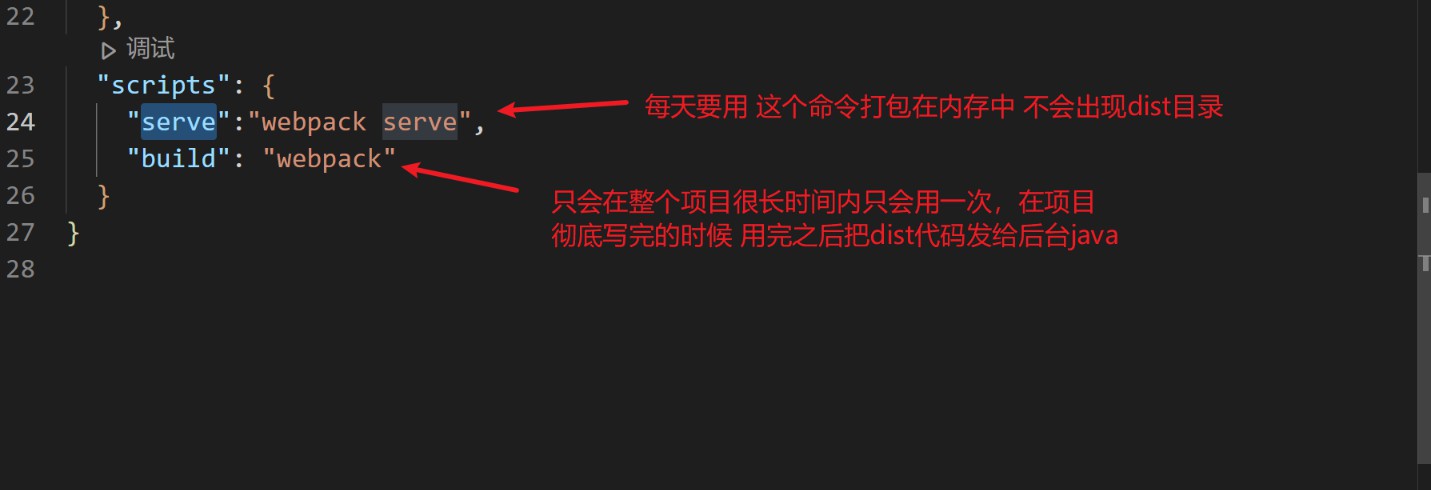 22 },
调试
23 "scripts": {
24 "serve":"webpack serve",
每天要用 这个命令打包在内存中 不会出现dist目录
25 "build": "webpack"
26 }
只会在整个项目很长时间内只会用一次，在项目
27 }
彻底写完的时候 用完之后把dist代码发给后台java
28